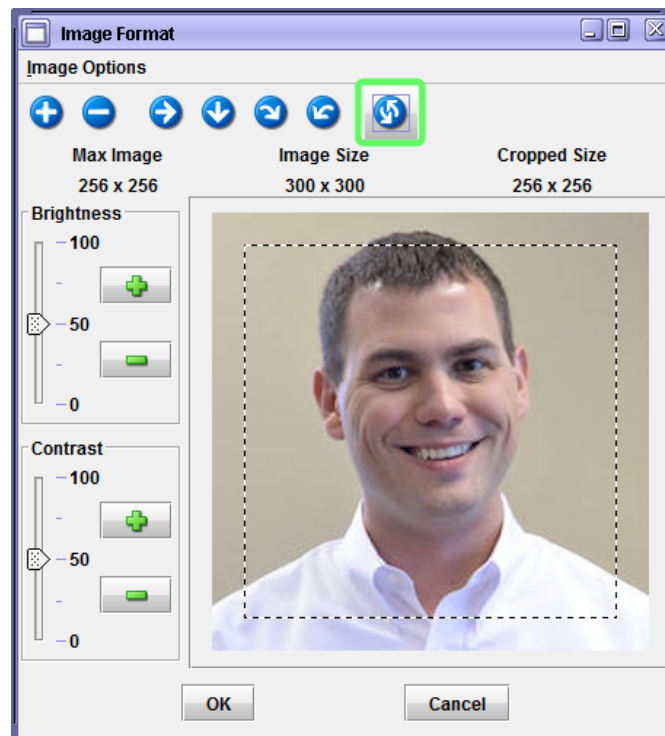 Image Format
Image Options
Max Image Image Size Cropped Size
256 x 256 300 x 300 256 x 256
Brightness
100
50
0
Contrast
100
50
0
OK Cancel